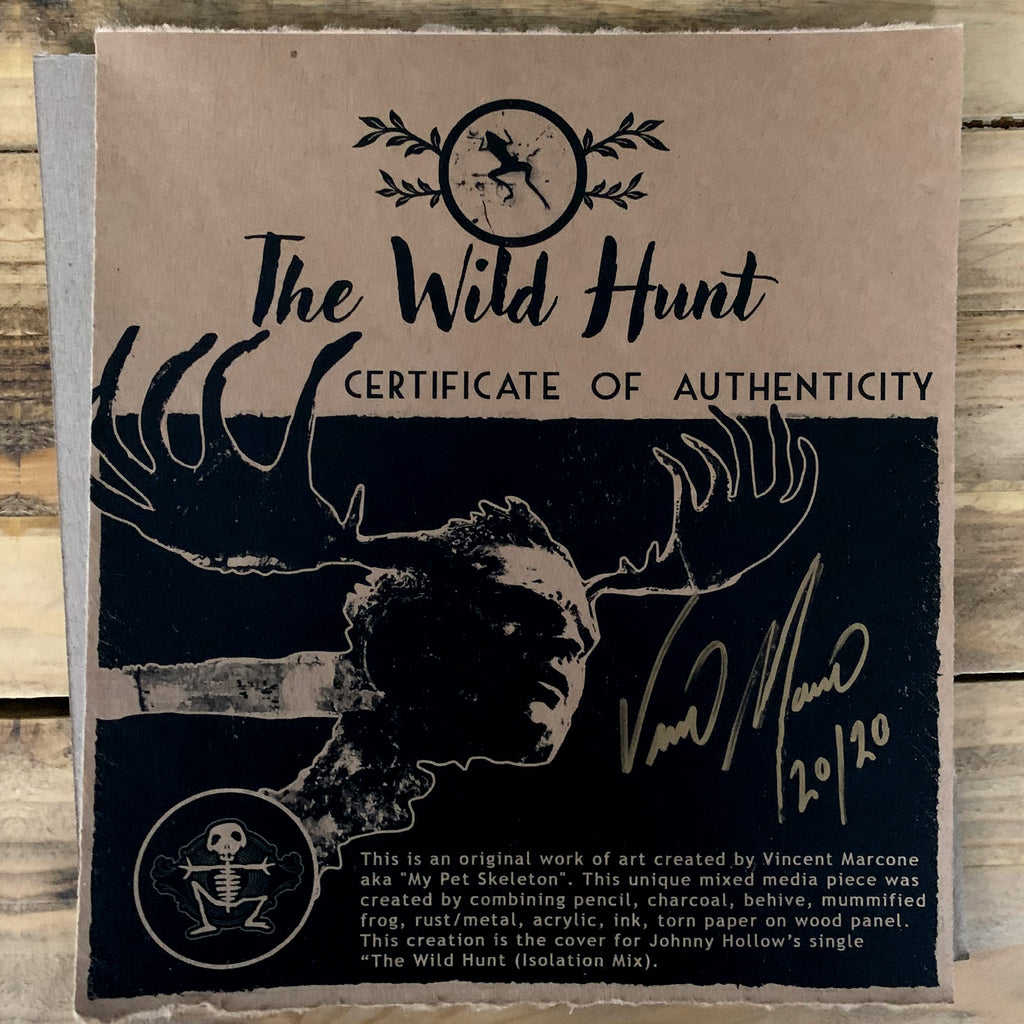 The Wild Hunt
CERTIFICATE OF AUTHENTICITY
Vince Marco
20/20
This is an original work of art created by Vincent Marcone
aka "My Pet Skeleton". This unique mixed media piece was
created by combining pencil, charcoal, behive, mummified
frog, rust/metal, acrylic, ink, torn paper on wood panel.
This creation is the cover for Johnny Hollow’s single
“The Wild Hunt (Isolation Mix).